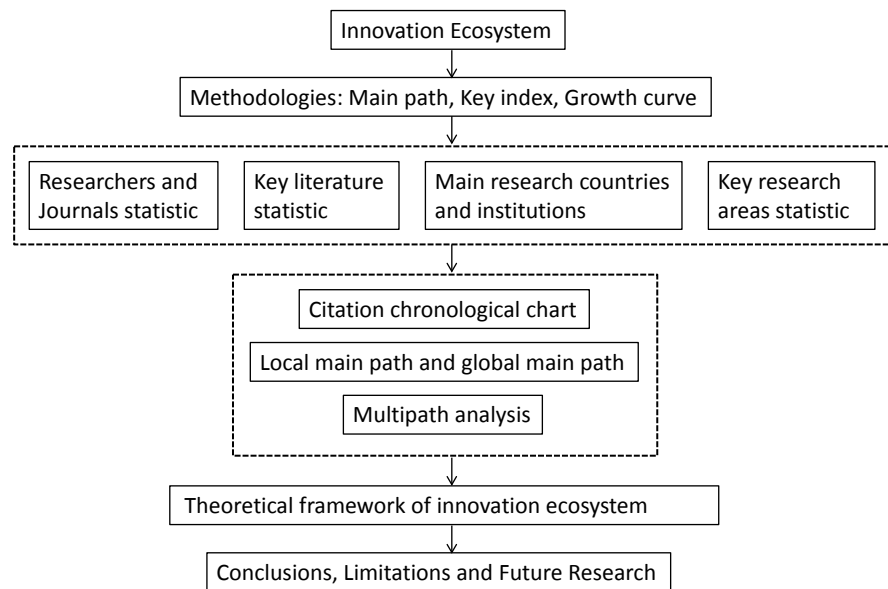 Innovation Ecosystem
Methodologies: Main path, Key index, Growth curve
Researchers and
Journals statistic
Key literature
statistic
Main research countries
and institutions
Key research
areas statistic
Citation chronological chart
Local main path and global main path
Multipath analysis
Theoretical framework of innovation ecosystem
Conclusions, Limitations and Future Research